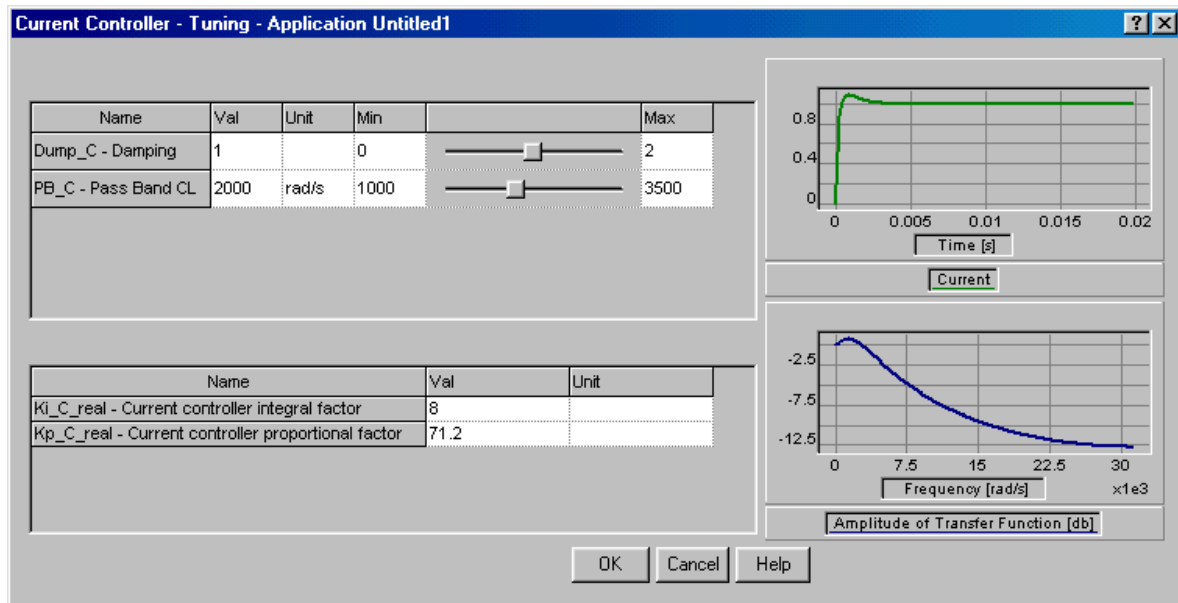 Current Controller - Tuning - Application Untitled1
Name Val Unit Min Max
Dump_C - Damping 1 0 2
PB_C - Pass Band CL 2000 rad/s 1000 3500
0.8
0.4
0
0 0.005 0.01 0.015 0.02
Time [s]
Current
Name Val Unit
Ki_C_real - Current controller integral factor 8
Kp_C_real - Current controller proportional factor 71.2
-2.5
-7.5
-12.5
0 7.5 15 22.5 30
Frequency [rad/s] ×1e3
Amplitude of Transfer Function [db]
OK Cancel Help